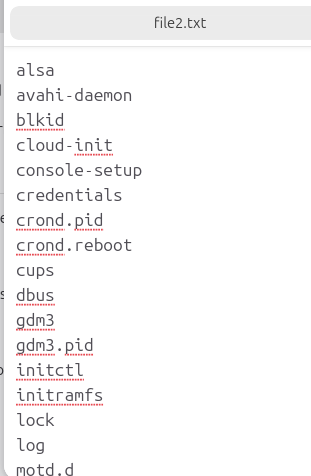 file2.txt
alsa
avahi-daemon
blkid
cloud-init
console-setup
credentials
crond.pid
crond.reboot
cups
dbus
gdm3
gdm3.pid
initctl
initramfs
lock
log
motd.d